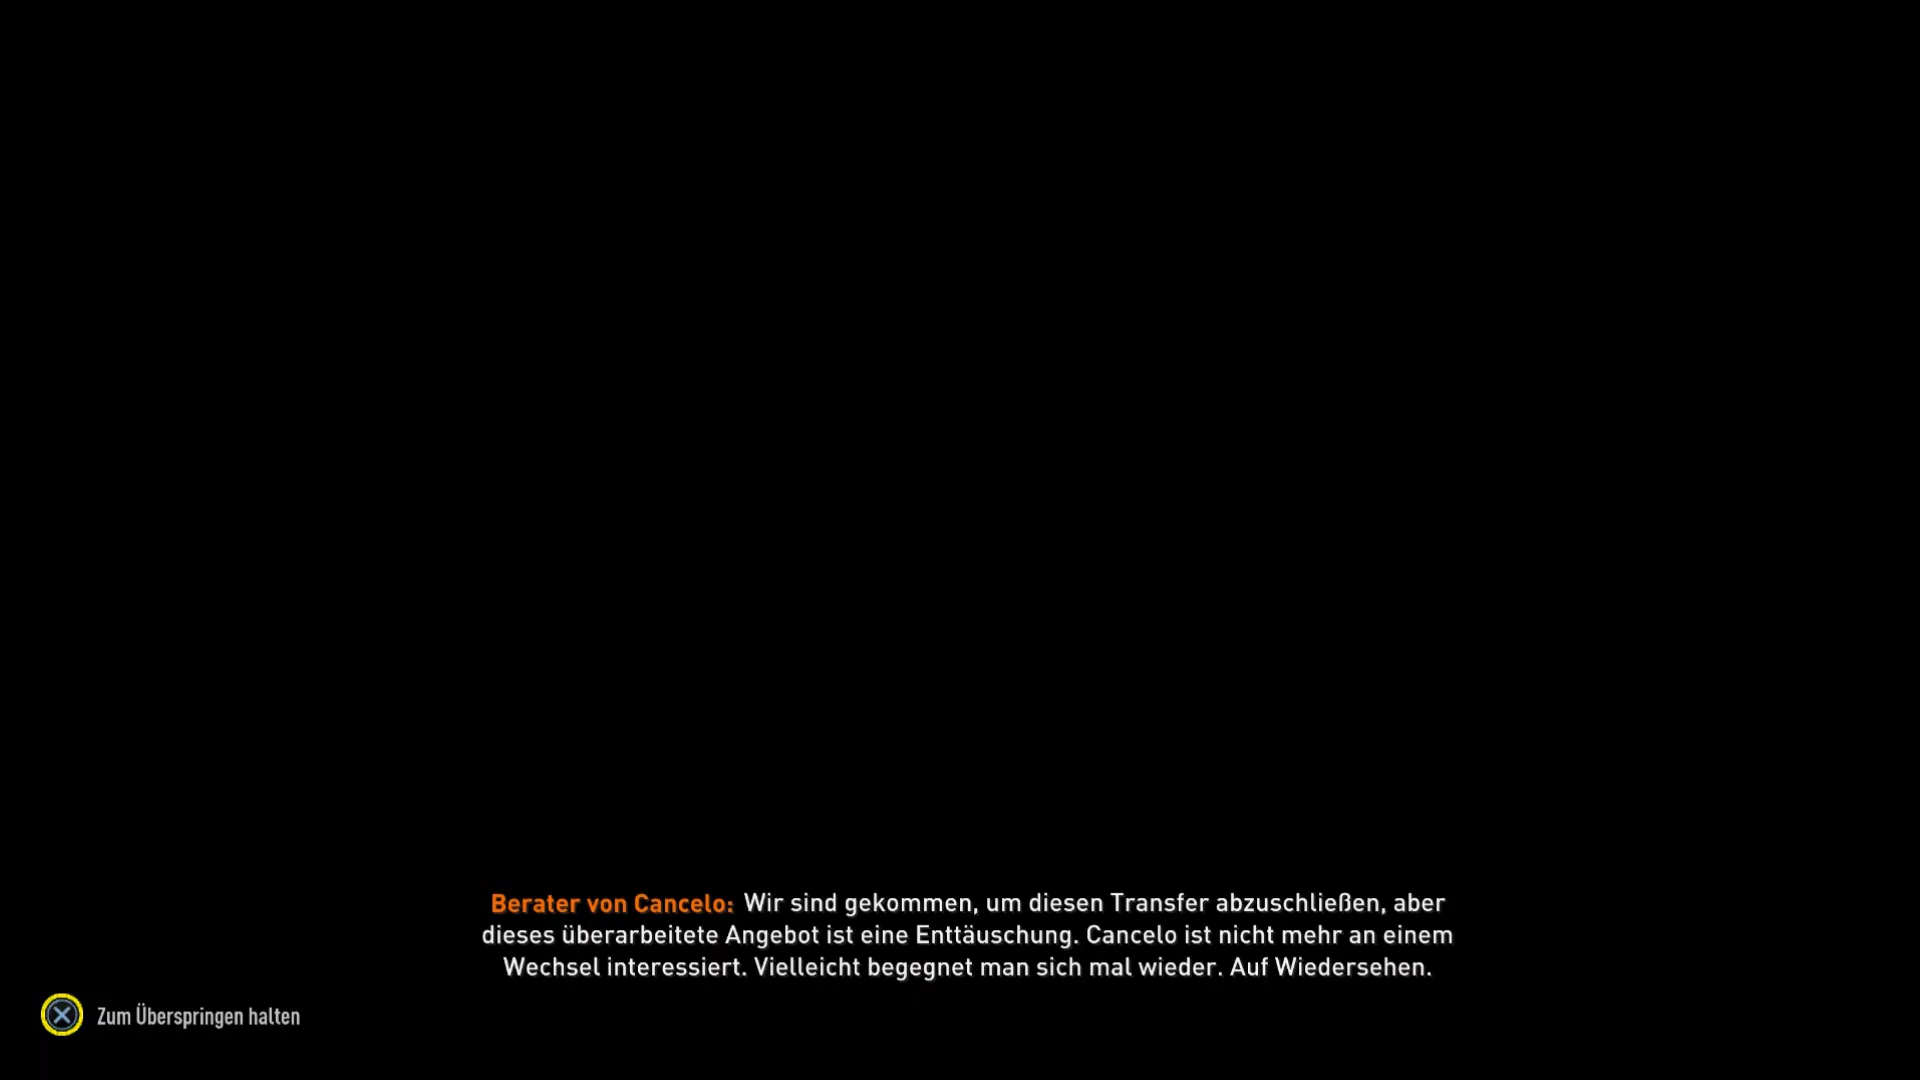 Berater von Cancelo: Wir sind gekommen, um diesen Transfer abzuschließen, aber
dieses überarbeitete Angebot ist eine Enttäuschung. Cancelo ist nicht mehr an einem
Wechsel interessiert. Vielleicht begegnet man sich mal wieder. Auf Wiedersehen.
Zum Überspringen halten